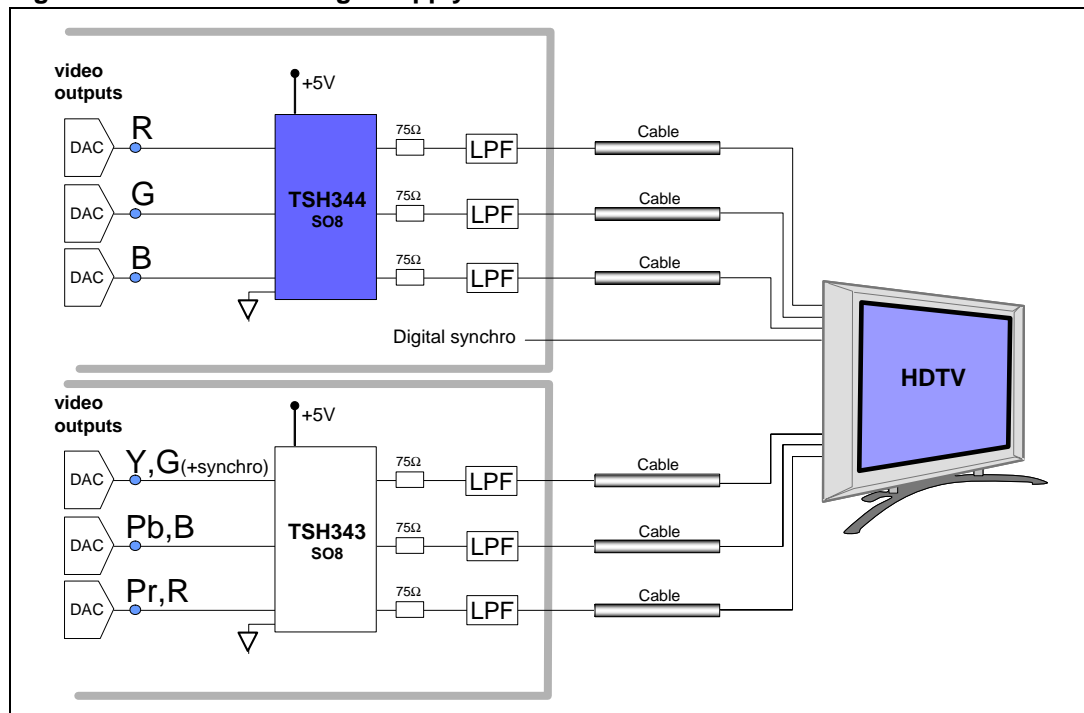 video
outputs
+5V
R
G
B
DAC
DAC
DAC
TSH344
SO8
75Ω
75Ω
75Ω
LPF
LPF
LPF
Cable
Cable
Cable
Digital synchro
HDTV
video
outputs
+5V
Y,G(+synchro)
Pb,B
Pr,R
DAC
DAC
DAC
TSH343
SO8
75Ω
75Ω
75Ω
LPF
LPF
LPF
Cable
Cable
Cable